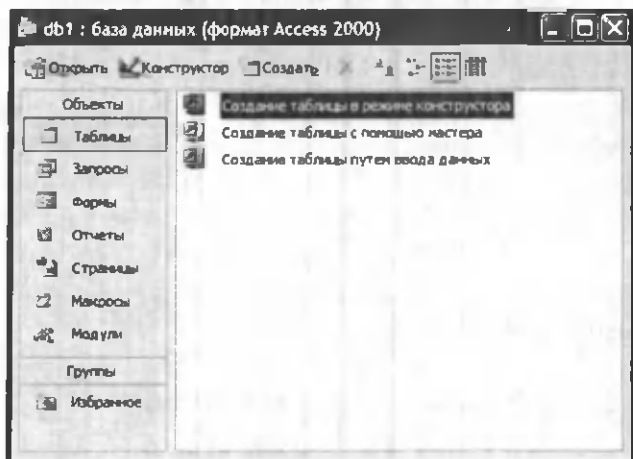 db1 : база данных (формат Access 2000)
Открыть Конструктор Создать
Объекты
Таблицы
Запросы
Формы
Отчеты
Страницы
Макросы
Модули
Группы
Избранное
Создание таблицы в режиме конструктора
Создание таблицы с помощью мастера
Создание таблицы путем ввода данных